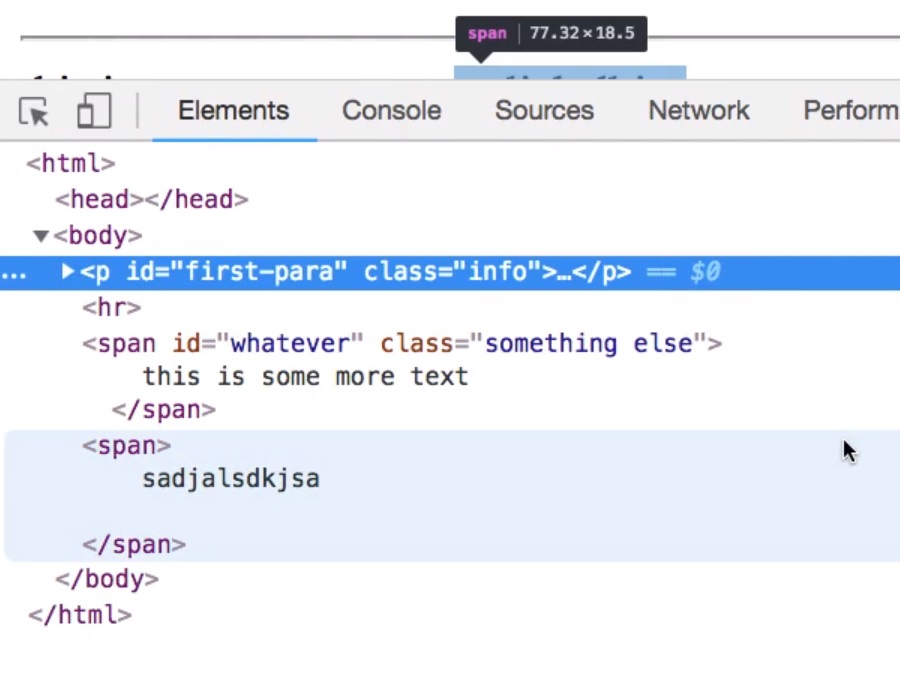 span | 77.32×18.5
Elements Console Sources Network Perform
<html>
<head></head>
▼<body>
... ▶<p id="first-para" class="info">…</p> == $0
<hr>
<span id="whatever" class="something else">
this is some more text
</span>
<span>
sadjalsdkjsa
</span>
</body>
</html>